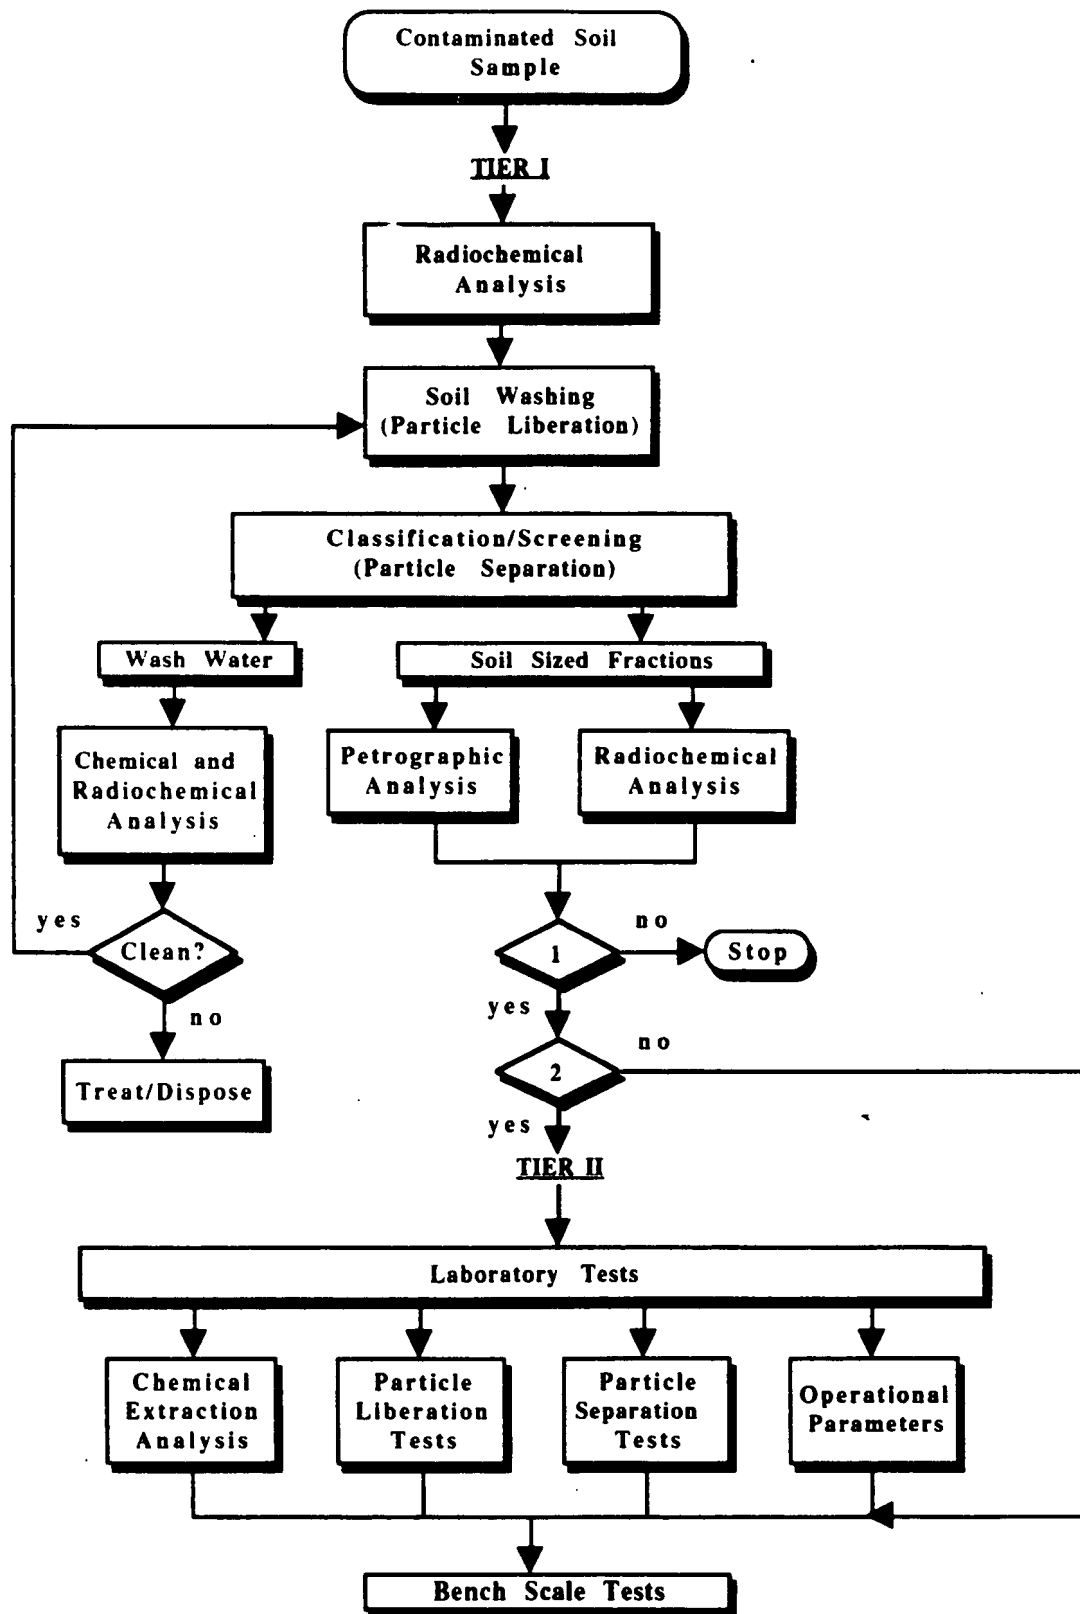 Contaminated Soil
Sample
TIER I
Radiochemical
Analysis
Soil Washing
(Particle Liberation)
Classification/Screening
(Particle Separation)
Wash Water
Soil Sized Fractions
Chemical and
Radiochemical
Analysis
Petrographic
Analysis
Radiochemical
Analysis
yes
Clean?
no
Treat/Dispose
1
no
Stop
yes
2
no
yes
TIER II
Laboratory Tests
Chemical
Extraction
Analysis
Particle
Liberation
Tests
Particle
Separation
Tests
Operational
Parameters
Bench Scale Tests